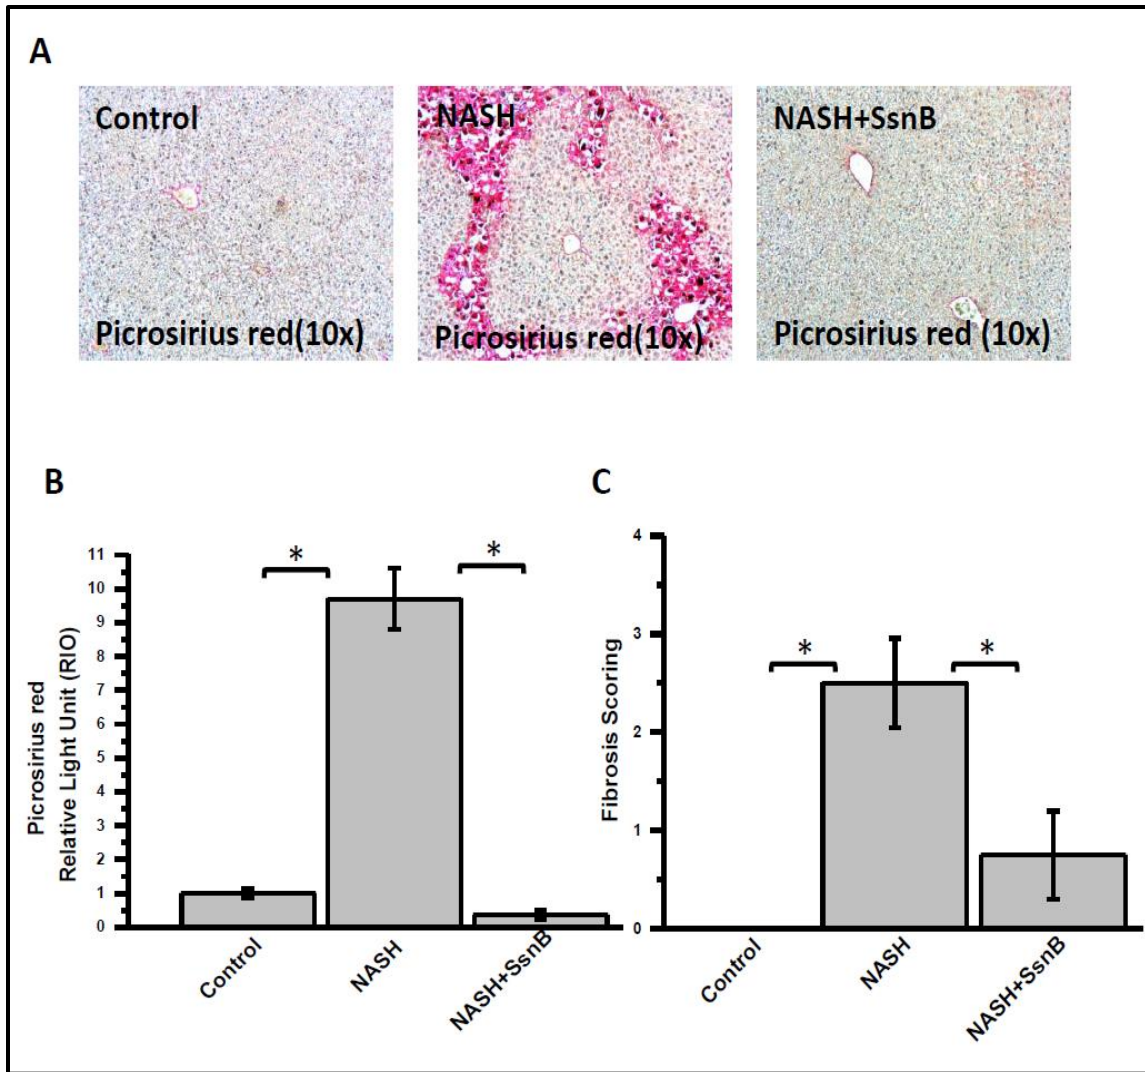 A
Control
Picrosirius red(10x)
NASH
Picrosirius red(10x)
NASH+SsnB
Picrosirius red (10x)
B
Picrosirius red
Relative Light Unit (RIO)
11
10
9
8
7
6
5
4
3
2
1
0
*
*
Control
NASH
NASH+SsnB
C
Fibrosis Scoring
4
3
2
1
0
*
*
Control
NASH
NASH+SsnB